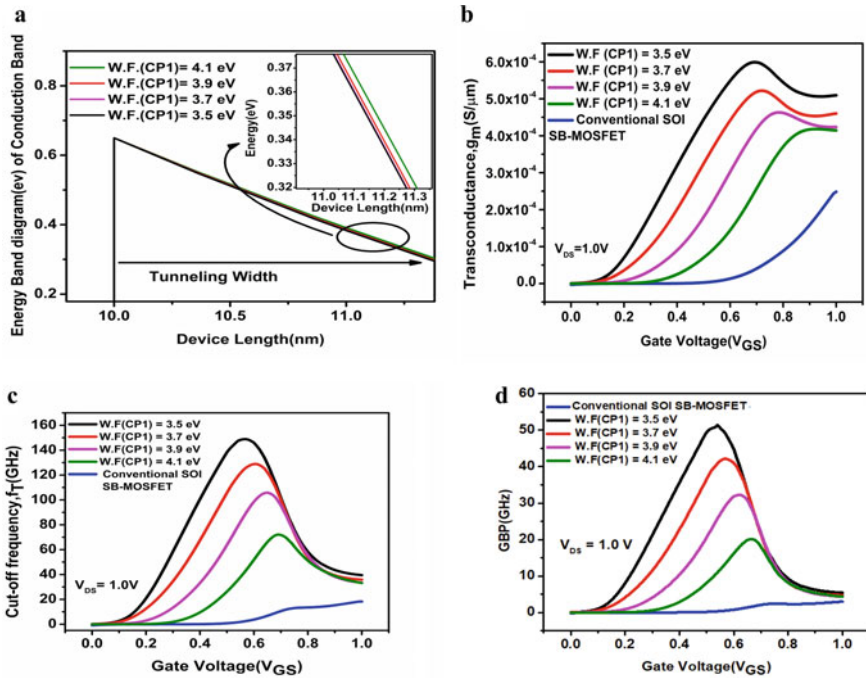 a
Energy Band diagram(ev) of Conduction Band
0.8
0.6
0.4
0.2
W.F.(CP1)= 4.1 eV
W.F.(CP1)= 3.9 eV
W.F.(CP1)= 3.7 eV
W.F.(CP1)= 3.5 eV
Energy(eV)
0.37
0.36
0.35
0.34
0.33
0.32
11.0 11.1 11.2 11.3
Device Length(nm)
Tunneling Width
10.0 10.5 11.0
Device Length(nm)
b
Transconductance,gm(S/μm)
6.0x10-4
5.0x10-4
4.0x10-4
3.0x10-4
2.0x10-4
1.0x10-4
0.0
W.F (CP1) = 3.5 eV
W.F (CP1) = 3.7 eV
W.F (CP1) = 3.9 eV
W.F (CP1) = 4.1 eV
Conventional SOI
SB-MOSFET
VDS=1.0V
0.0 0.2 0.4 0.6 0.8 1.0
Gate Voltage(VGS)
c
Cut-off frequency,fT(GHz)
160
140
120
100
80
60
40
20
0
W.F(CP1) = 3.5 eV
W.F(CP1) = 3.7 eV
W.F(CP1) = 3.9 eV
W.F(CP1) = 4.1 eV
Conventional SOI
SB-MOSFET
VDS= 1.0V
0.0 0.2 0.4 0.6 0.8 1.0
Gate Voltage(VGS)
d
GBP(GHz)
60
50
40
30
20
10
0
Conventional SOI SB-MOSFET
W.F(CP1) = 3.5 eV
W.F(CP1) = 3.7 eV
W.F(CP1) = 3.9 eV
W.F(CP1) = 4.1 eV
VDS = 1.0 V
0.0 0.2 0.4 0.6 0.8 1.0
Gate Voltage(VGS)